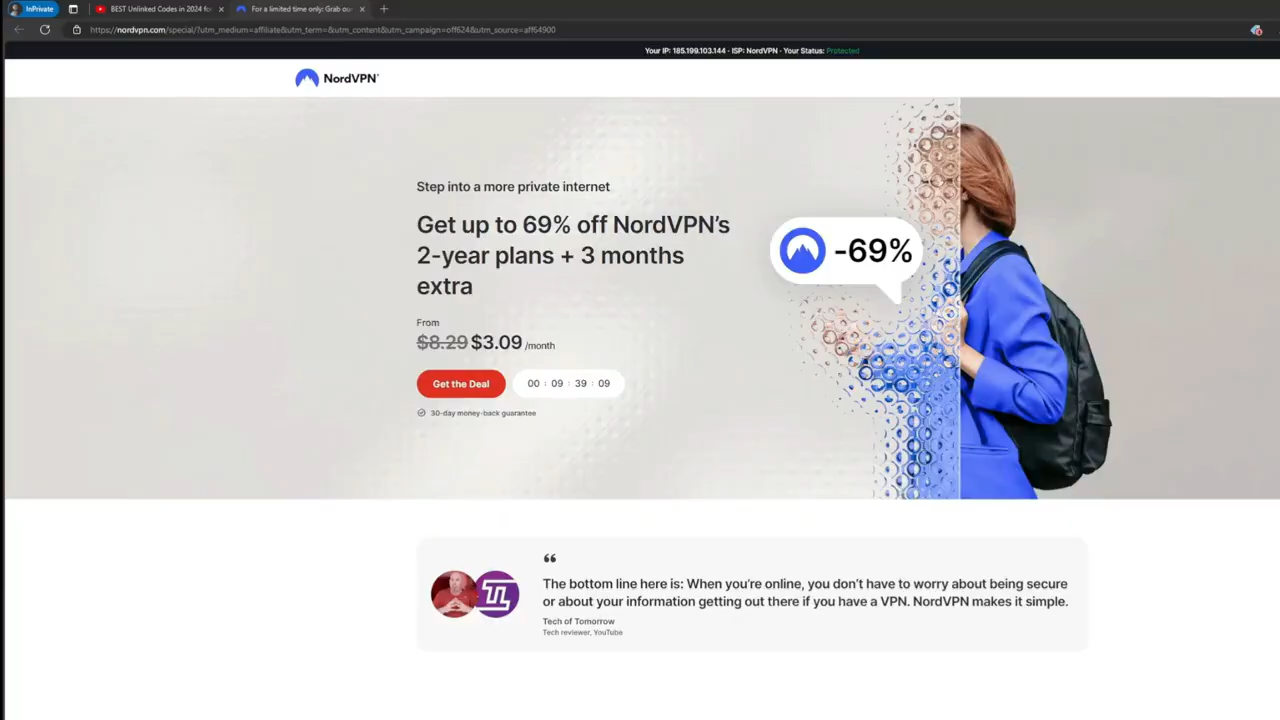 InPrivate
BEST Unlinked Codes in 2024 fo
For a limited time only: Grab ou
https://nordvpn.com/special/?utm_medium=affiliate&utm_term=&utm_content&utm_campaign=off624&utm_source=aff64900
Your IP: 185.199.103.144 · ISP: NordVPN · Your Status: Protected
NordVPN®
Step into a more private internet
Get up to 69% off NordVPN's
2-year plans + 3 months
extra
-69%
From
$8.29 $3.09 /month
Get the Deal
00 : 09 : 39 : 09
30-day money-back guarantee
“
The bottom line here is: When you're online, you don't have to worry about being secure
or about your information getting out there if you have a VPN. NordVPN makes it simple.
Tech of Tomorrow
Tech reviewer, YouTube